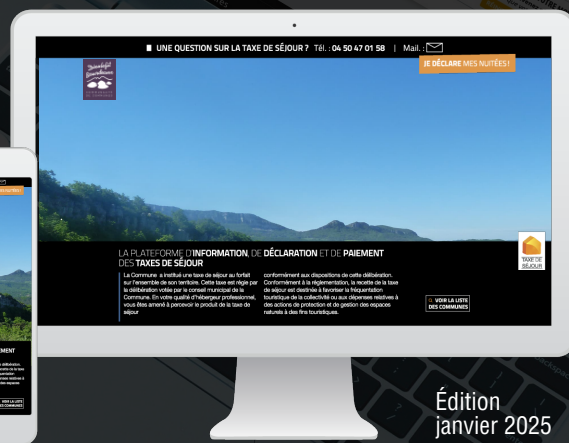 UNE QUESTION SUR LA TAXE DE SÉJOUR ? Tél. : 04 50 47 01 58 | Mail. :
JE DÉCLARE MES NUITÉES !
LA PLATEFORME D'INFORMATION, DE DÉCLARATION ET DE PAIEMENT
DES TAXES DE SÉJOUR
La Commune a institué une taxe de séjour au forfait
sur l'ensemble de son territoire. Cette taxe est régie par
la délibération votée par le conseil municipal de la
Commune. En votre qualité d'hébergeur professionnel,
vous êtes amené à percevoir le produit de la taxe de
séjour
conformément aux dispositions de cette délibération.
Conformément à la réglementation, la recette de la taxe
de séjour est destinée à favoriser la fréquentation
touristique de la collectivité ou aux dépenses relatives à
des actions de protection et de gestion des espaces
naturels à des fins touristiques.
TAXE DE
SÉJOUR
VOIR LA LISTE
DES COMMUNES
VOIR LA LISTE
DES COMMUNES
Édition
janvier 2025